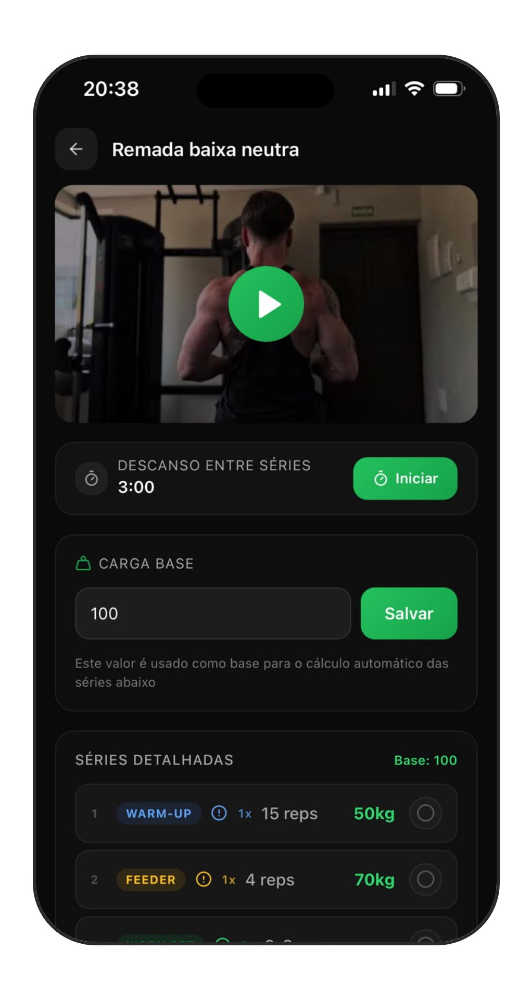 20:38
Remada baixa neutra
SAÍDA
DESCANSO ENTRE SÉRIES
3:00
Iniciar
CARGA BASE
100
Salvar
Este valor é usado como base para o cálculo automático das
séries abaixo
SÉRIES DETALHADAS
Base: 100
1 WARM-UP 1x 15 reps 50kg
2 FEEDER 1x 4 reps 70kg